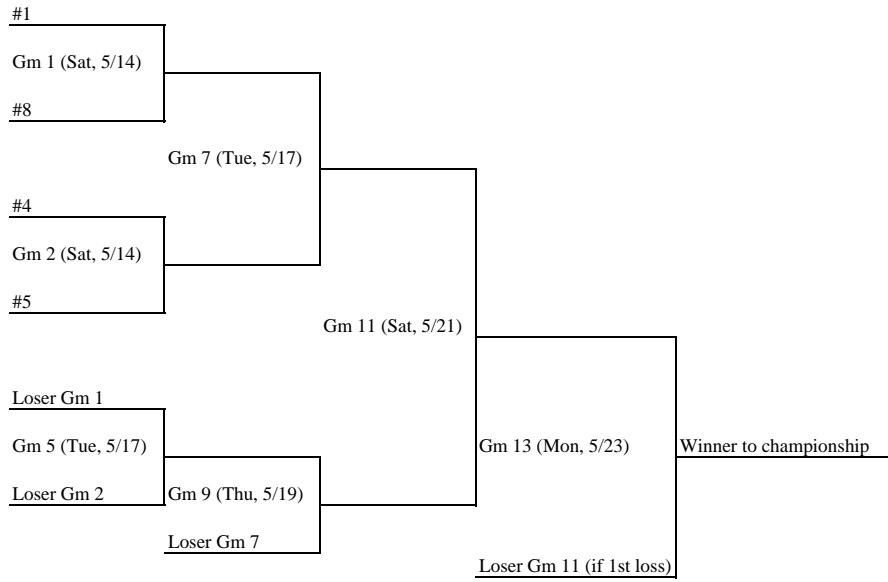 #1
Gm 1 (Sat, 5/14)
#8
Gm 7 (Tue, 5/17)
#4
Gm 2 (Sat, 5/14)
#5
Gm 11 (Sat, 5/21)
Loser Gm 1
Gm 5 (Tue, 5/17)
Gm 13 (Mon, 5/23)
Winner to championship
Loser Gm 2
Gm 9 (Thu, 5/19)
Loser Gm 7
Loser Gm 11 (if 1st loss)